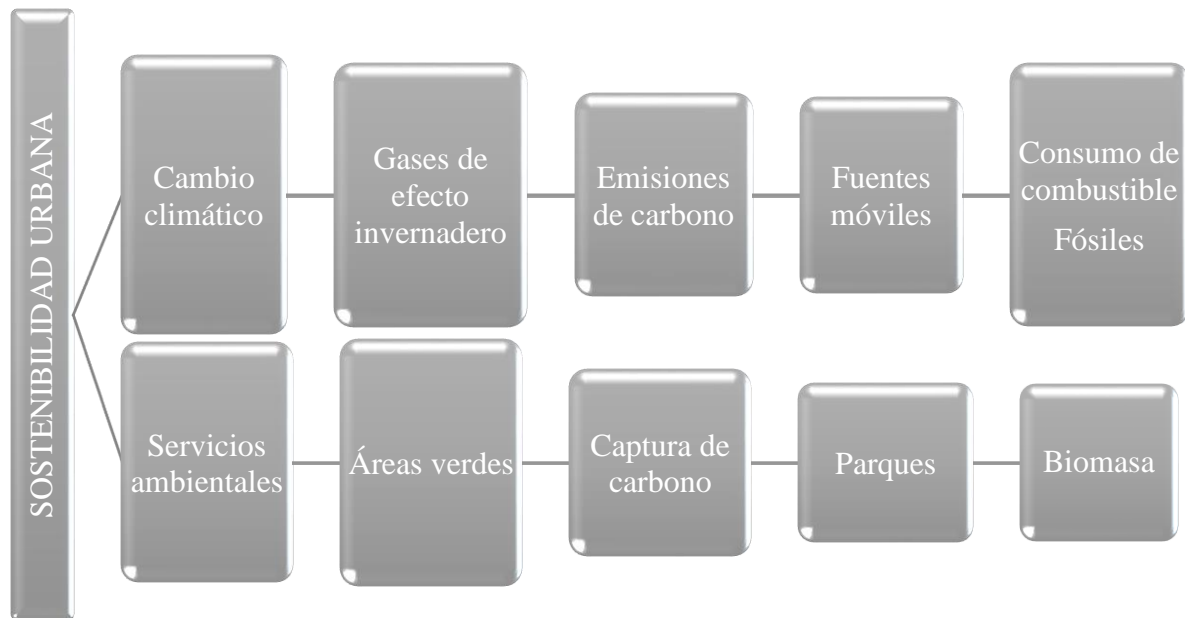 SOSTENIBILIDAD URBANA
Cambio
climático
Gases de
efecto
invernadero
Emisiones
de carbono
Fuentes
móviles
Consumo de
combustible
Fósiles
Servicios
ambientales
Áreas verdes
Captura de
carbono
Parques
Biomasa